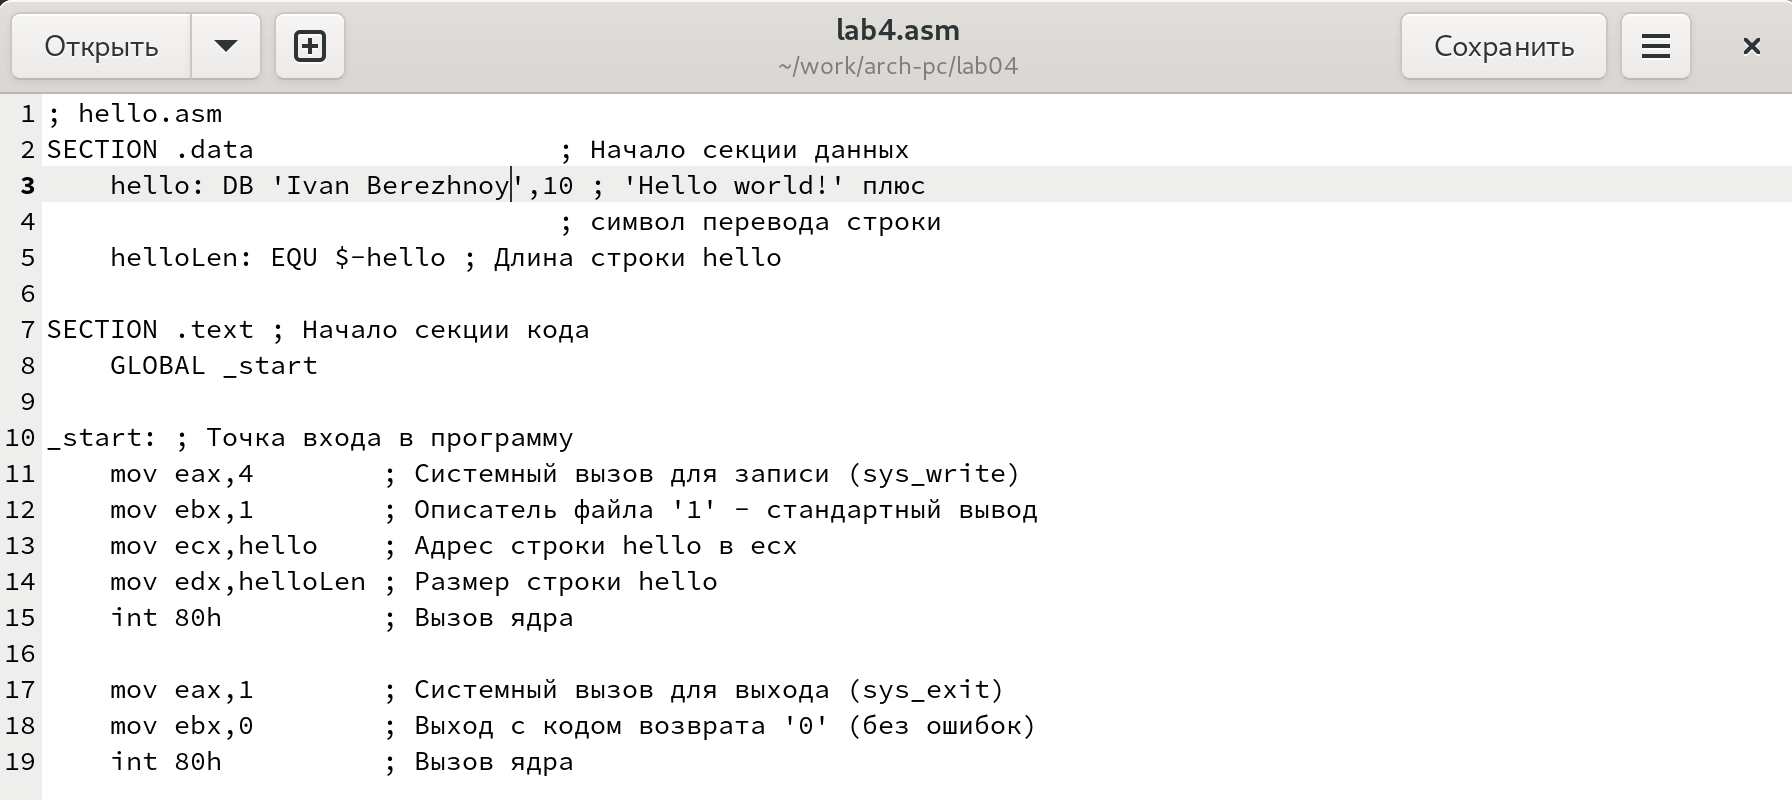 Открыть
lab4.asm
~/work/arch-pc/lab04
Сохранить
1 ; hello.asm
2 SECTION .data                   ; Начало секции данных
3     hello: DB 'Ivan Berezhnoy',10 ; 'Hello world!' плюс
4                                 ; символ перевода строки
5     helloLen: EQU $-hello ; Длина строки hello
6
7 SECTION .text ; Начало секции кода
8     GLOBAL _start
9
10 _start: ; Точка входа в программу
11     mov eax,4        ; Системный вызов для записи (sys_write)
12     mov ebx,1        ; Описатель файла '1' - стандартный вывод
13     mov ecx,hello    ; Адрес строки hello в ecx
14     mov edx,helloLen ; Размер строки hello
15     int 80h          ; Вызов ядра
16
17     mov eax,1        ; Системный вызов для выхода (sys_exit)
18     mov ebx,0        ; Выход с кодом возврата '0' (без ошибок)
19     int 80h          ; Вызов ядра